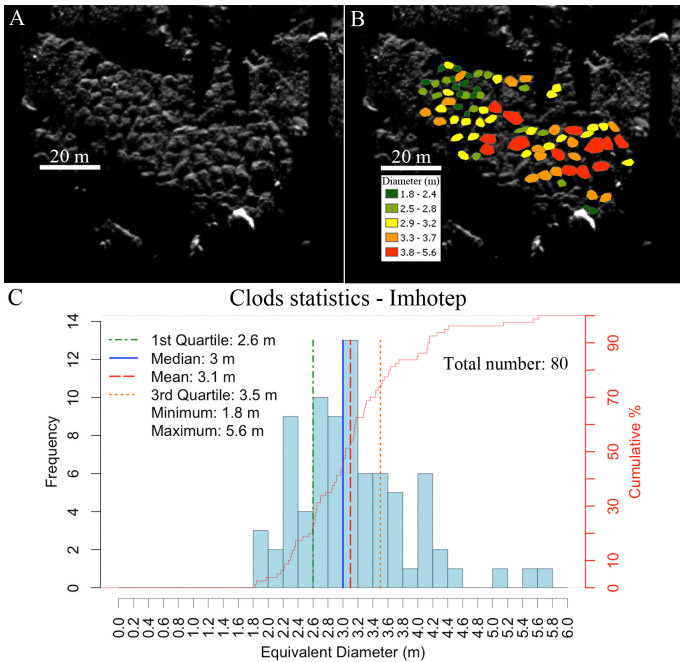 A
B
20 m
20 m
Diameter (m)
1.8 - 2.4
2.5 - 2.8
2.9 - 3.2
3.3 - 3.7
3.8 - 5.6
C
Clods statistics - Imhotep
1st Quartile: 2.6 m
Median: 3 m
Mean: 3.1 m
3rd Quartile: 3.5 m
Minimum: 1.8 m
Maximum: 5.6 m
Total number: 80
Frequency
14
12
10
8
6
4
2
0
Cumulative %
90
70
50
40
30
20
10
0
0.0 0.2 0.4 0.6 0.8 1.0 1.2 1.4 1.6 1.8 2.0 2.2 2.4 2.6 2.8 3.0 3.2 3.4 3.6 3.8 4.0 4.2 4.4 4.6 4.8 5.0 5.2 5.4 5.6 5.8 6.0
Equivalent Diameter (m)